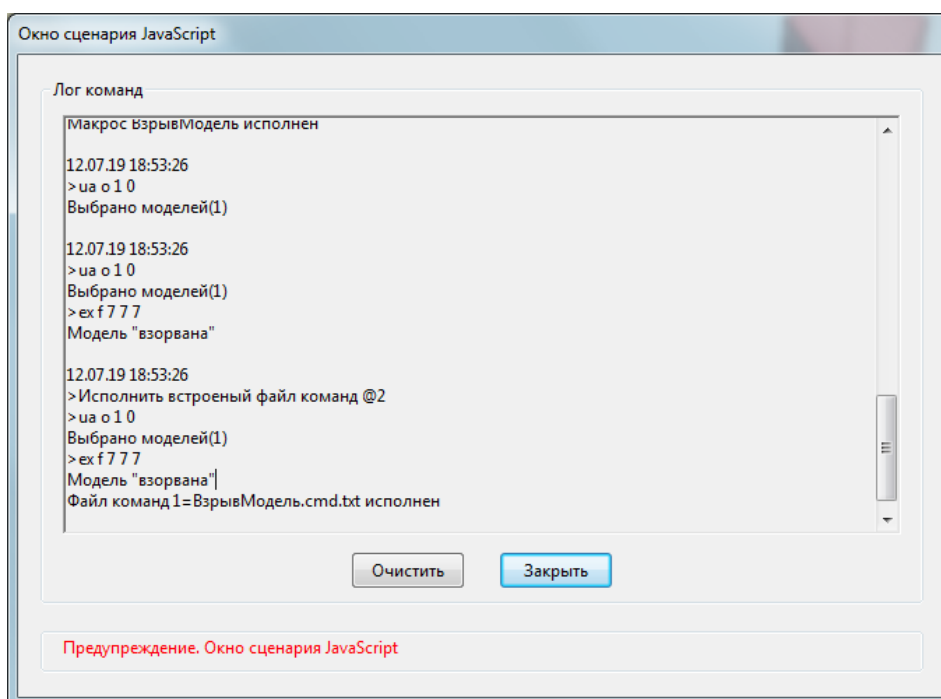 Окно сценария JavaScript
Лог команд
Макрос ВзрывМодель исполнен
12.07.19 18:53:26
>ua o 1 0
Выбрано моделей(1)
12.07.19 18:53:26
>ua o 1 0
Выбрано моделей(1)
>ex f 7 7 7
Модель "взорвана"
12.07.19 18:53:26
>Исполнить встроеный файл команд @2
>ua o 1 0
Выбрано моделей(1)
>ex f 7 7 7
Модель "взорвана"
Файл команд 1=ВзрывМодель.cmd.txt исполнен
Очистить
Закрыть
Предупреждение. Окно сценария JavaScript